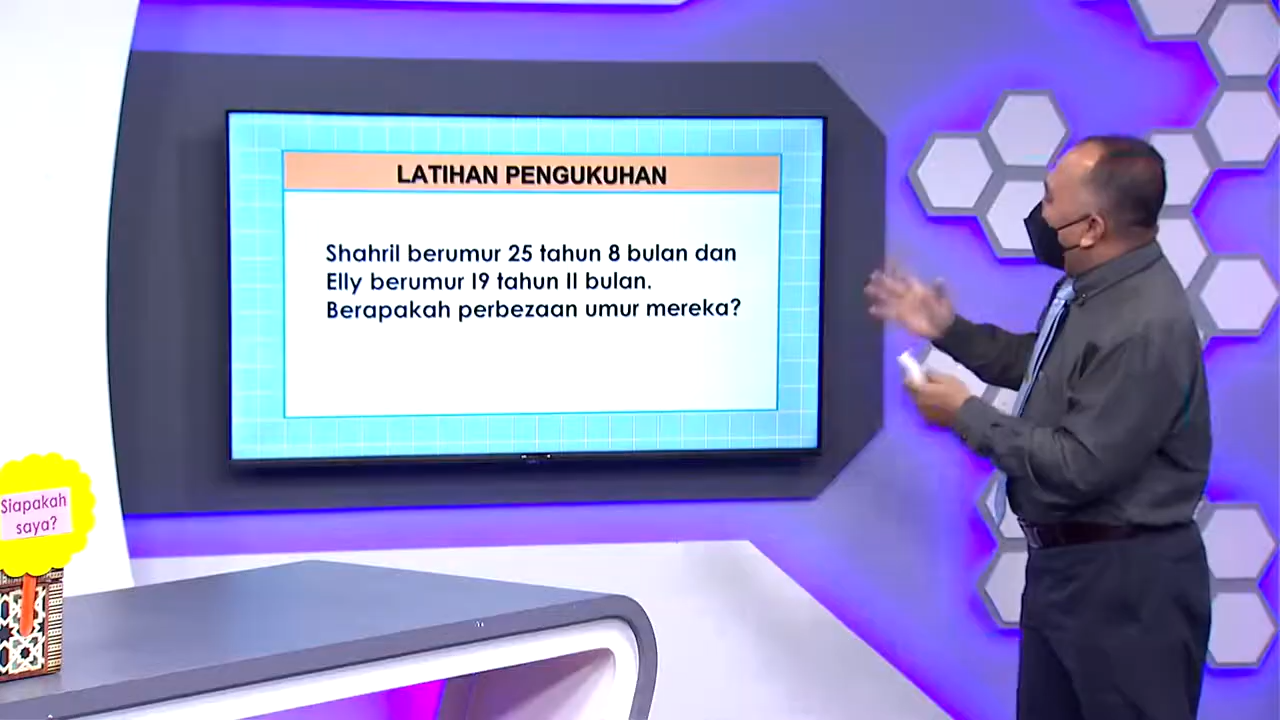 LATIHAN PENGUKUHAN
Shahril berumur 25 tahun 8 bulan dan
Elly berumur 19 tahun 11 bulan.
Berapakah perbezaan umur mereka?
Siapakah
saya?